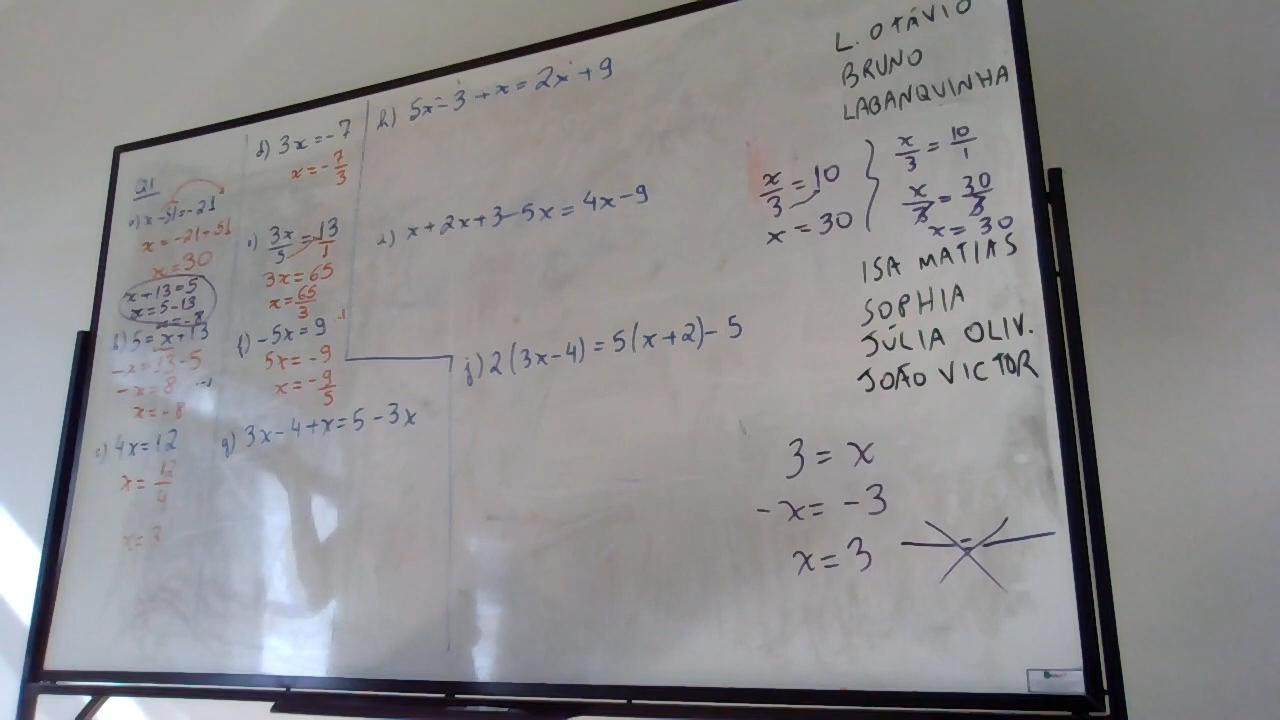 Q1
a) x-51=-21
x = -21+51
x = 30
x+13=5
x=5-13
x=-8
b) 5=x+13
-x=13-5
-x=8
x=-8
c) 4x=12
x=12/4
x=3
d) 3x=-7
x=-7/3
e) 3x/5=13/1
3x=65
x=65/3
f) -5x=9
5x=-9
x=-9/5
g) 3x-4+x=5-3x
h) 5x-3+x=2x+9
i) x+2x+3-5x=4x-9
j) 2(3x-4)=5(x+2)-5
L. OTÁVIO
BRUNO
LABANQUINHA
x/3=10
x=30
x/3=10/1
x/3=30/3
x=30
ISA MATIAS
SOPHIA
JÚLIA OLIV.
JOÃO VICTOR
3=x
-x=-3
x=3